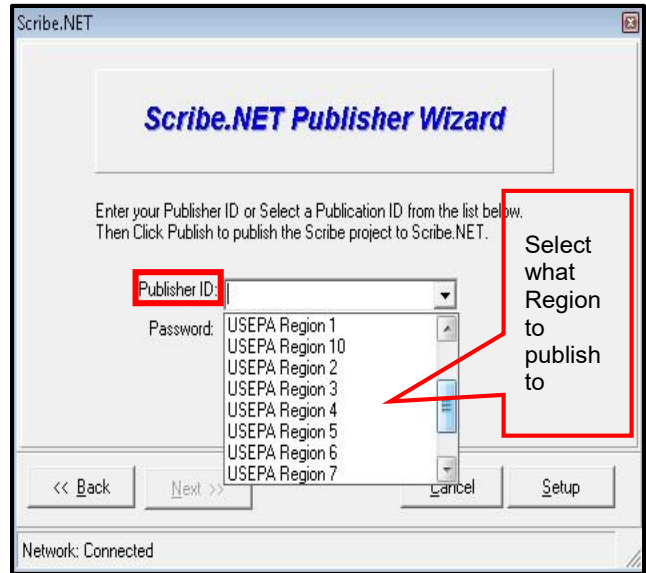 Scribe.NET
Scribe.NET Publisher Wizard
Enter your Publisher ID or Select a Publication ID from the list below.
Then Click Publish to publish the Scribe project to Scribe.NET.
Publisher ID:
Password:
USEPA Region 1
USEPA Region 10
USEPA Region 2
USEPA Region 3
USEPA Region 4
USEPA Region 5
USEPA Region 6
USEPA Region 7
Select
what
Region
to
publish
to
<< Back
Next >>
Cancel
Setup
Network: Connected